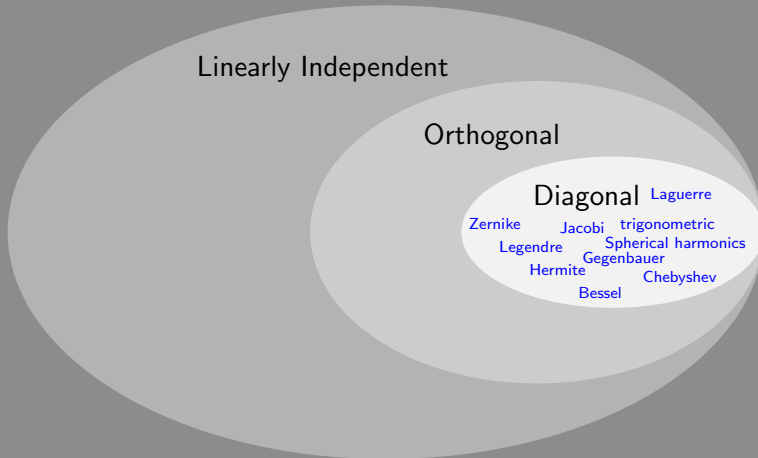 Linearly Independent
Orthogonal
Diagonal
Laguerre
Zernike
Jacobi
trigonometric
Legendre
Spherical harmonics
Gegenbauer
Hermite
Chebyshev
Bessel